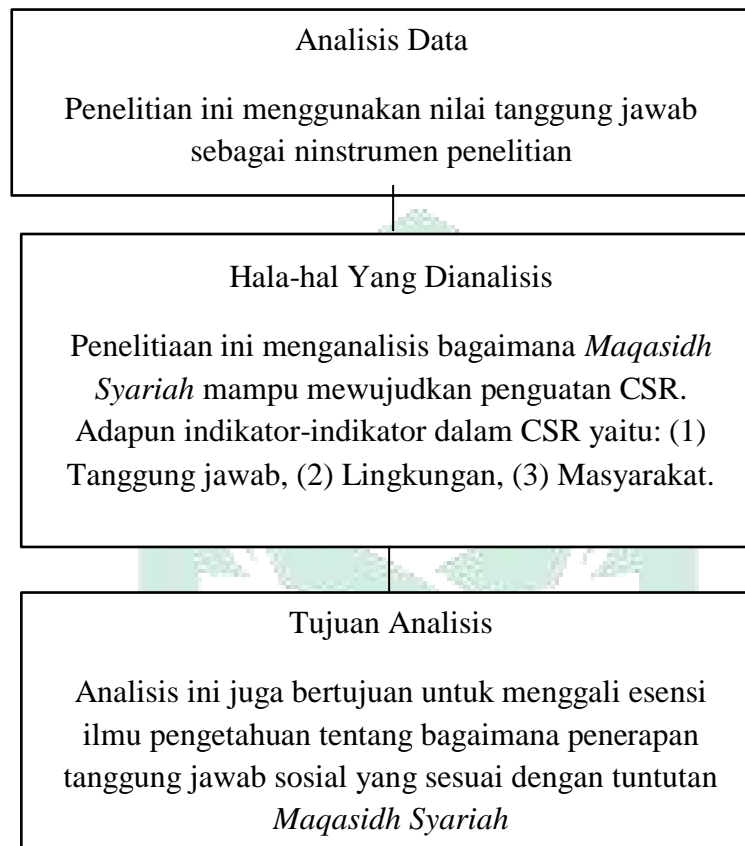 Analisis Data
Penelitian ini menggunakan nilai tanggung jawab
sebagai ninstrumen penelitian
Hala-hal Yang Dianalisis
Penelitiaan ini menganalisis bagaimana Maqasidh
Syariah mampu mewujudkan penguatan CSR.
Adapun indikator-indikator dalam CSR yaitu: (1)
Tanggung jawab, (2) Lingkungan, (3) Masyarakat.
Tujuan Analisis
Analisis ini juga bertujuan untuk menggali esensi
ilmu pengetahuan tentang bagaimana penerapan
tanggung jawab sosial yang sesuai dengan tuntutan
Maqasidh Syariah